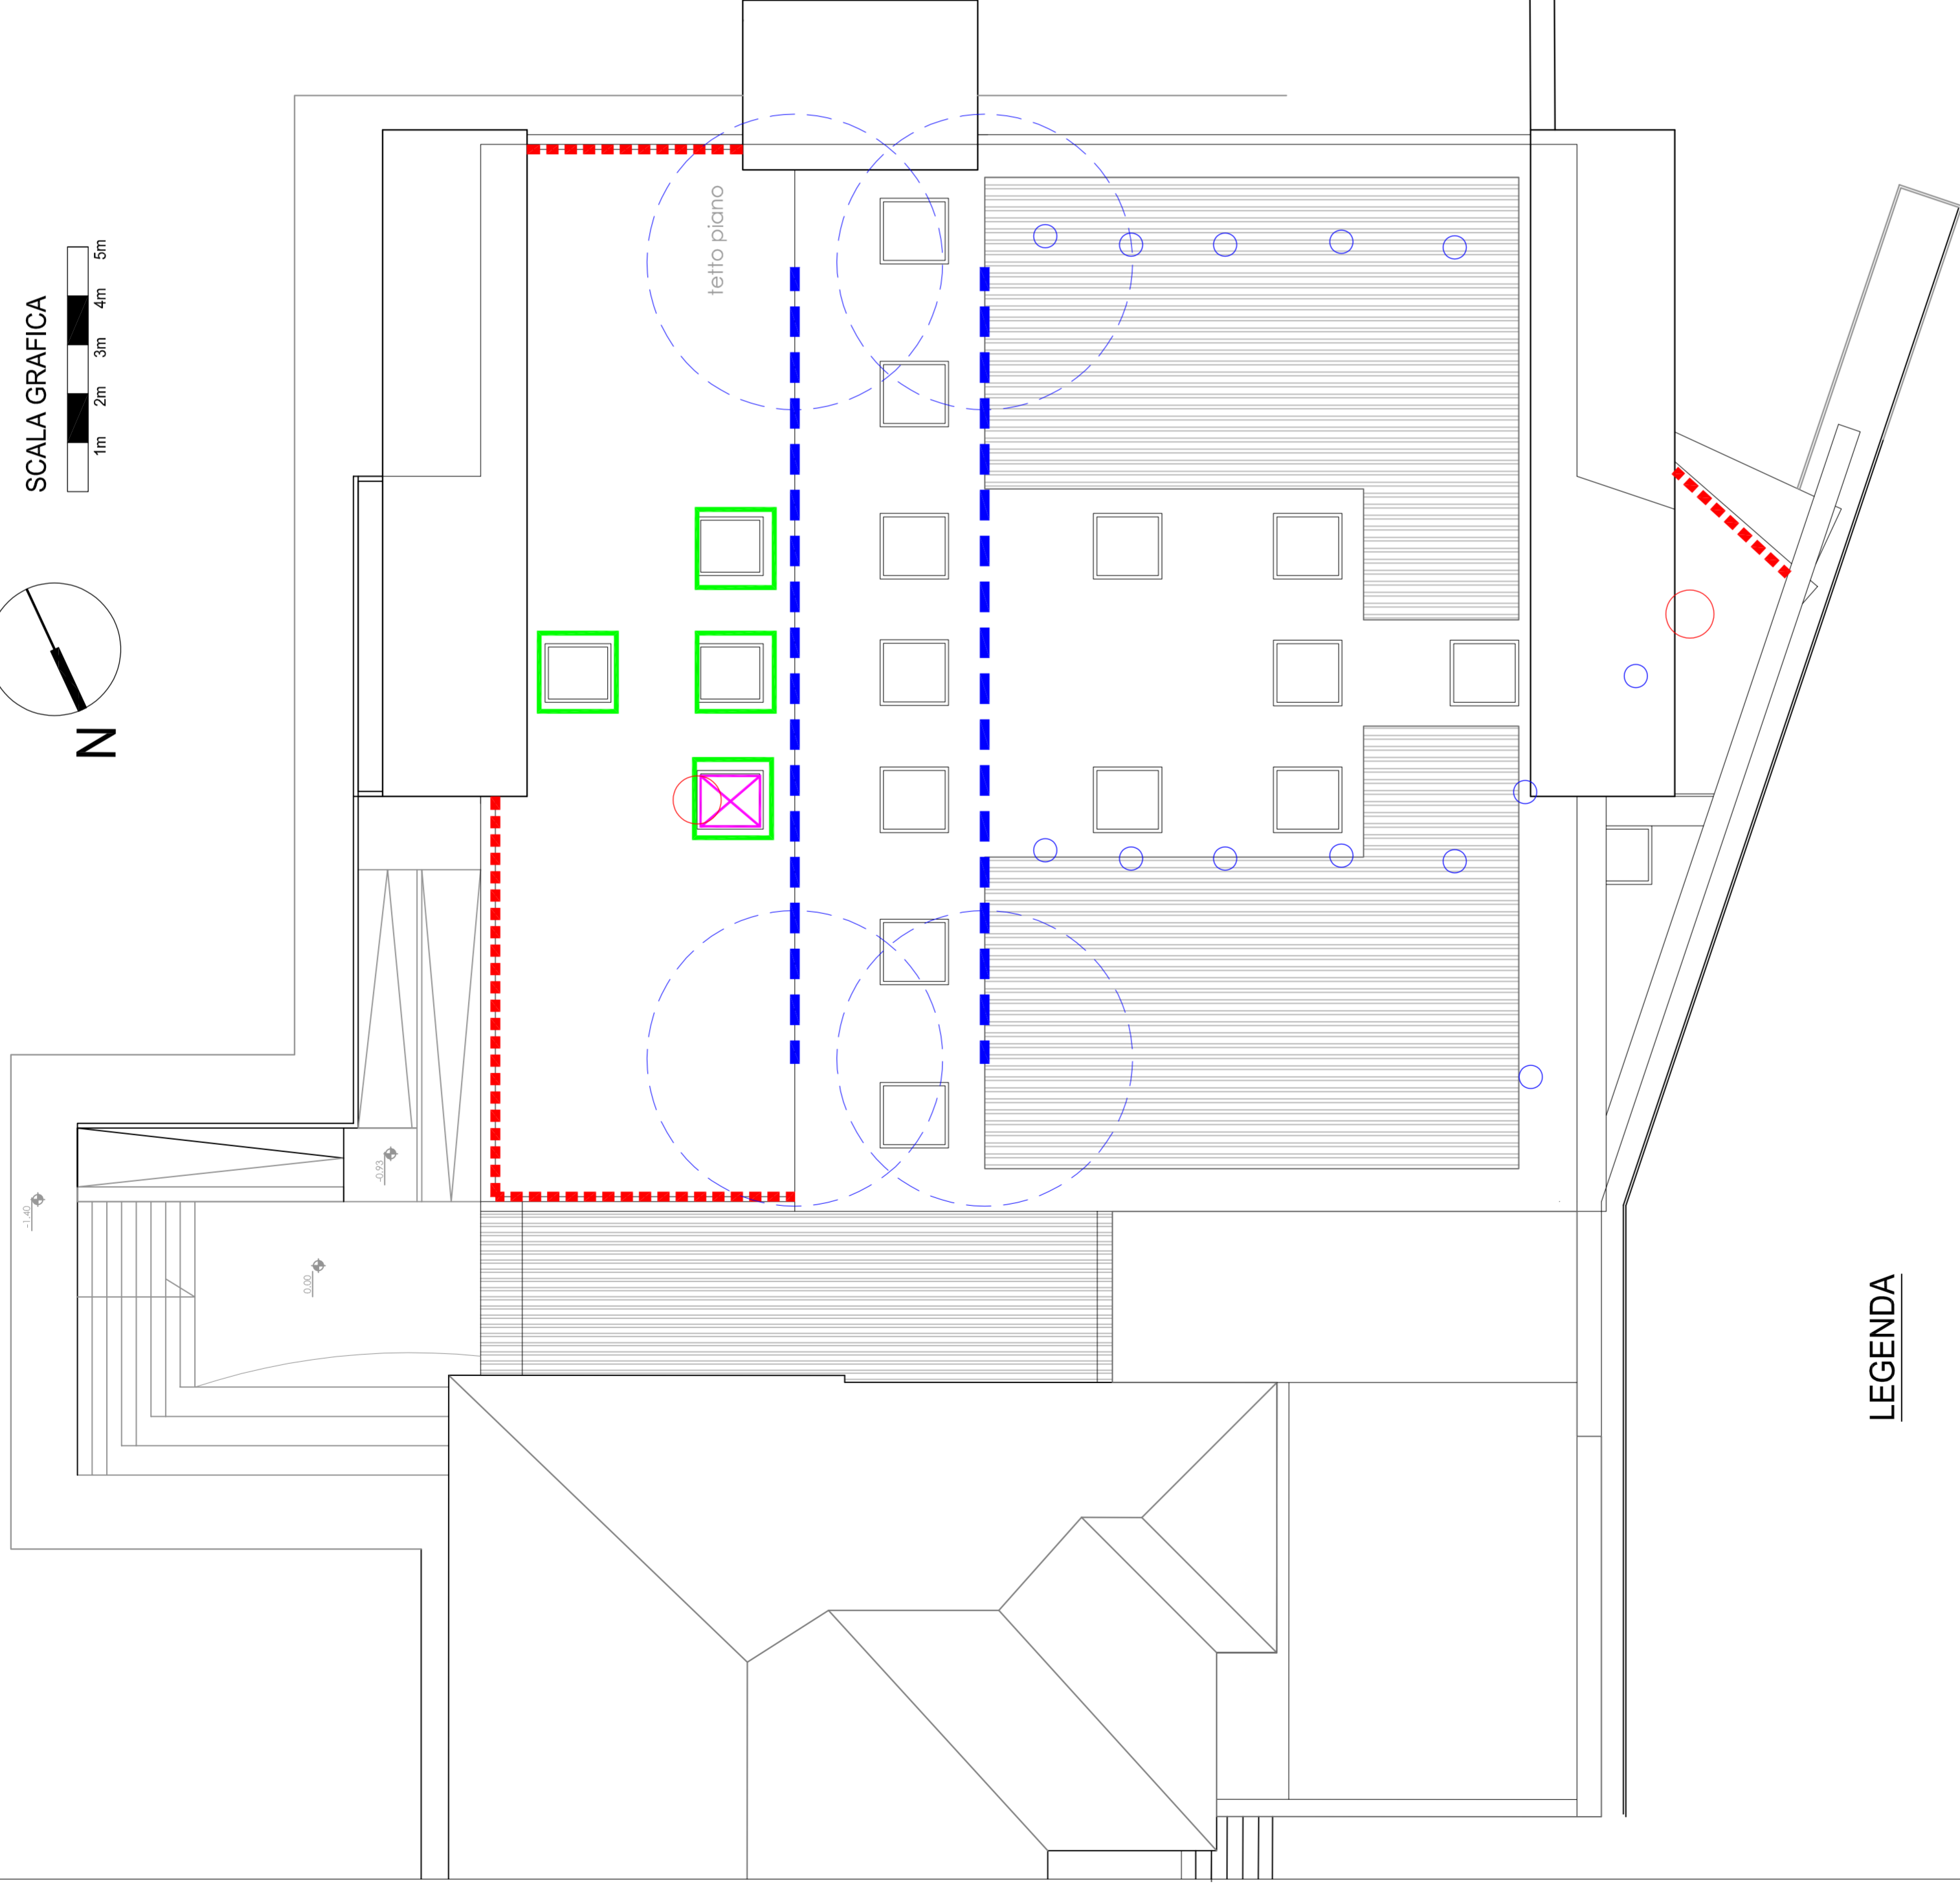 SCALA GRAFICA
1m
2m
3m
4m
5m
N
tetto piano
-0.93
-1.40
0.00
LEGENDA